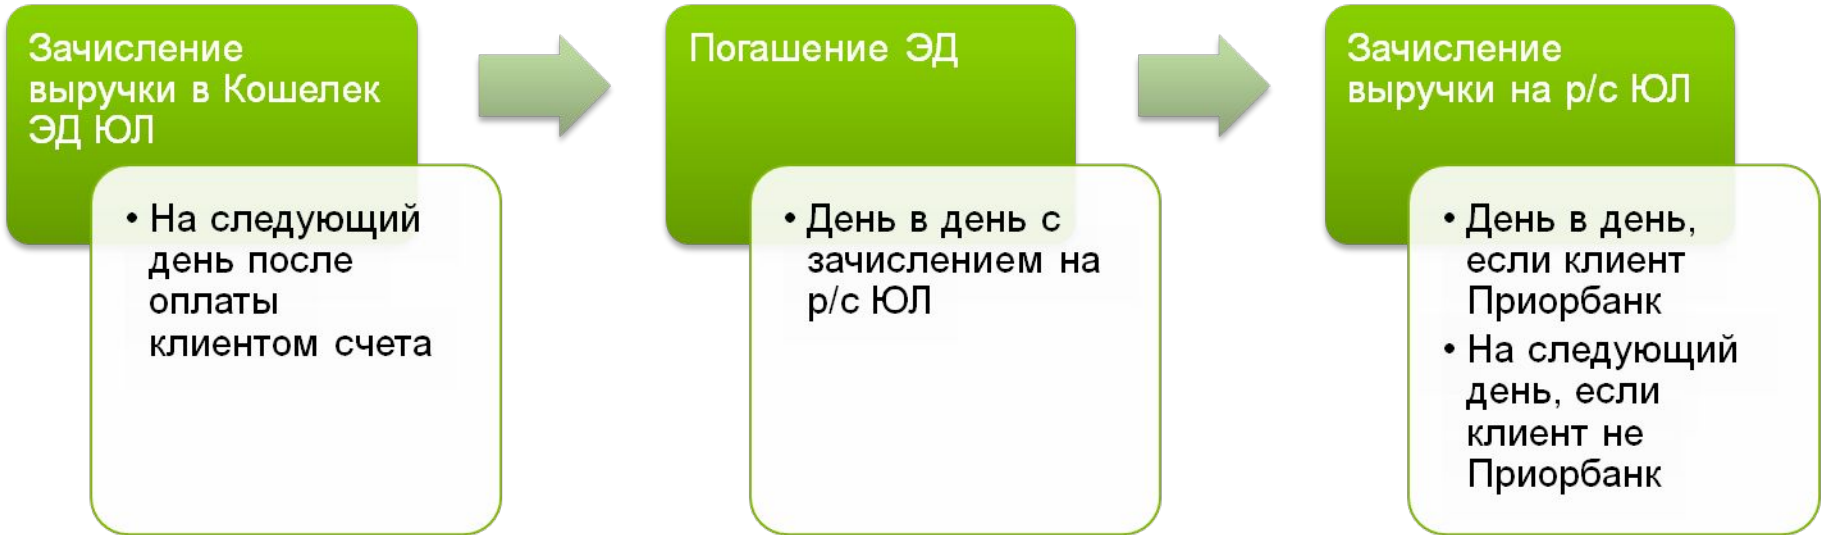 Зачисление
выручки в Кошелек
ЭД ЮЛ
• На следующий
день после
оплаты
клиентом счета
Погашение ЭД
• День в день с
зачислением на
р/с ЮЛ
Зачисление
выручки на р/с ЮЛ
• День в день,
если клиент
Приорбанк
• На следующий
день, если
клиент не
Приорбанк